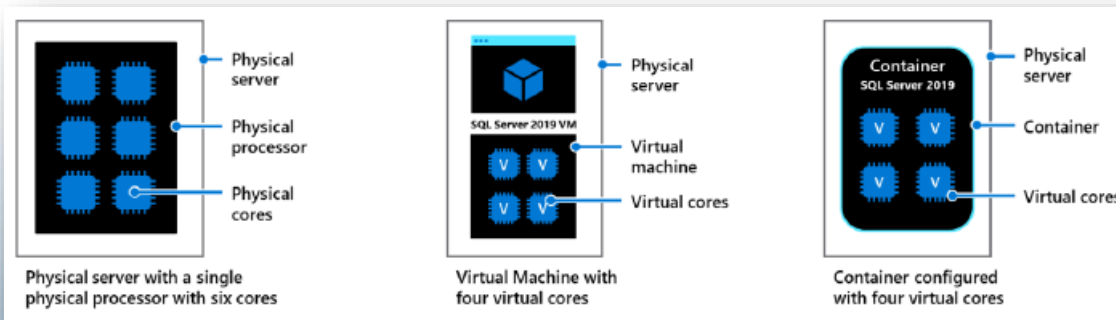 Physical
server
Physical
processor
Physical
cores
Physical server with a single
physical processor with six cores
SQL Server 2019 VM
V V
V V
Physical
server
Virtual
machine
Virtual cores
Virtual Machine with
four virtual cores
Container
SQL Server 2019
V V
V V
Physical
server
Container
Virtual cores
Container configured
with four virtual cores